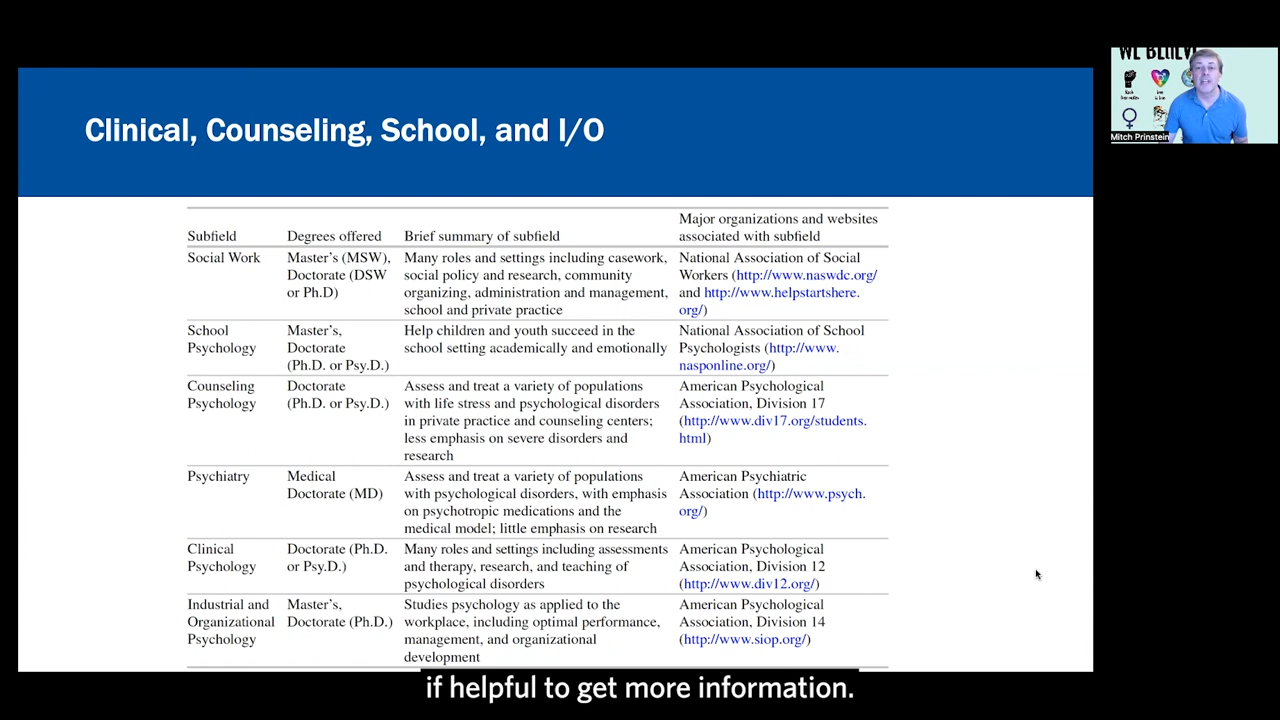 WE BELIEVE
Mitch Prinstein
Clinical, Counseling, School, and I/O
Subfield
Degrees offered
Brief summary of subfield
Major organizations and websites
associated with subfield
Social Work
Master's (MSW),
Doctorate (DSW
or Ph.D)
Many roles and settings including casework,
social policy and research, community
organizing, administration and management,
school and private practice
National Association of Social
Workers (http://www.naswdc.org/
and http://www.helpstartshere.
org/)
School
Psychology
Master's,
Doctorate
(Ph.D. or Psy.D.)
Help children and youth succeed in the
school setting academically and emotionally
National Association of School
Psychologists (http://www.
nasponline.org/)
Counseling
Psychology
Doctorate
(Ph.D. or Psy.D.)
Assess and treat a variety of populations
with life stress and psychological disorders
in private practice and counseling centers;
less emphasis on severe disorders and
research
American Psychological
Association, Division 17
(http://www.div17.org/students.
html)
Psychiatry
Medical
Doctorate (MD)
Assess and treat a variety of populations
with psychological disorders, with emphasis
on psychotropic medications and the
medical model; little emphasis on research
American Psychiatric
Association (http://www.psych.
org/)
Clinical
Psychology
Doctorate (Ph.D.
or Psy.D.)
Many roles and settings including assessments
and therapy, research, and teaching of
psychological disorders
American Psychological
Association, Division 12
(http://www.div12.org/)
Industrial and
Organizational
Psychology
Master's,
Doctorate (Ph.D.)
Studies psychology as applied to the
workplace, including optimal performance,
management, and organizational
development
American Psychological
Association, Division 14
(http://www.siop.org/)
if helpful to get more information.